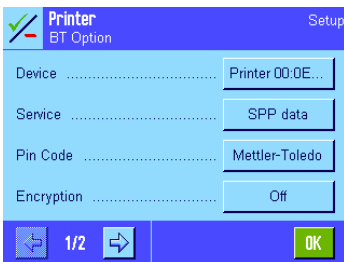 Printer
Setup
BT Option
Device ................................ Printer 00:0E...
Service ................................ SPP data
Pin Code ............................ Mettler-Toledo
Encryption .......................... Off
1/2
OK